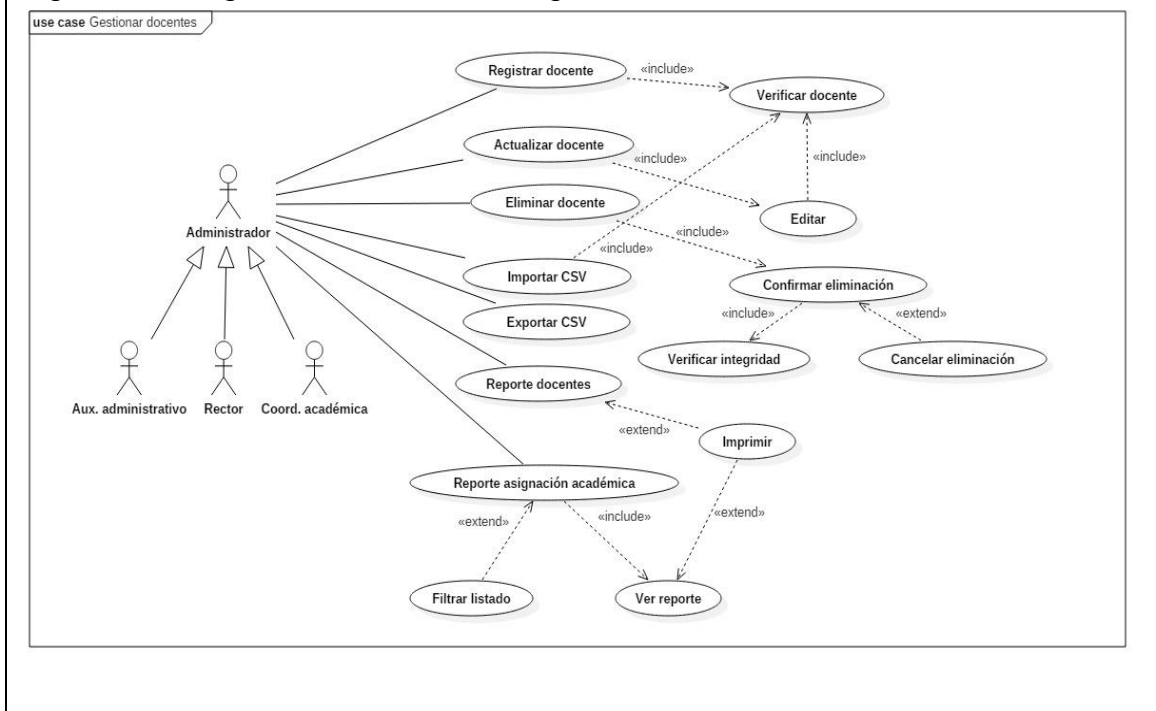 use case Gestionar docentes
Registrar docente
«include»
Verificar docente
Actualizar docente
«include»
«include»
Eliminar docente
Editar
Administrador
«include»
«include»
Importar CSV
Confirmar eliminación
«include»
«extend»
Exportar CSV
Verificar integridad
Cancelar eliminación
Reporte docentes
Aux. administrativo
Rector
Coord. académica
«extend»
Imprimir
Reporte asignación académica
«extend»
«include»
«extend»
Filtrar listado
Ver reporte